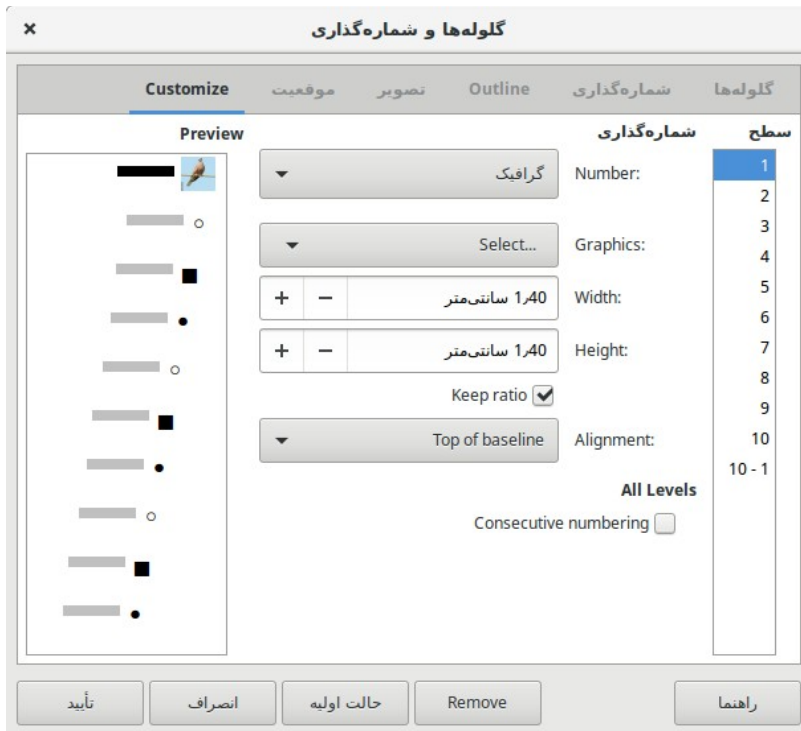 گلوله‌ها و شماره‌گذاری
گلوله‌ها شماره‌گذاری Outline تصویر موقعیت Customize
سطح
1
2
3
4
5
6
7
8
9
10
10 - 1
شماره‌گذاری
Number: گرافیک
Graphics: Select...
Width: 1٫40 سانتی‌متر
Height: 1٫40 سانتی‌متر
Keep ratio
Alignment: Top of baseline
All Levels
Consecutive numbering
Preview
راهنما Remove حالت اولیه انصراف تأیید